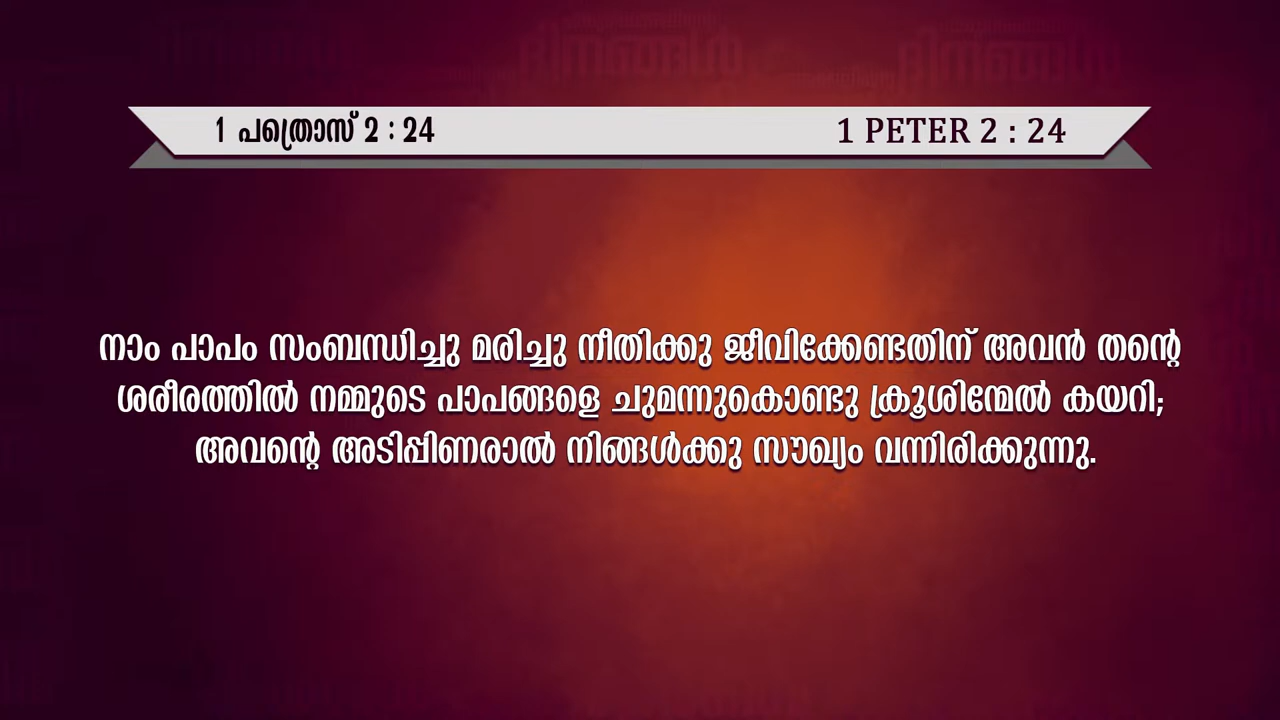 1 പത്രൊസ് 2 : 24
1 PETER 2 : 24
നാം പാപം സംബന്ധിച്ചു മരിച്ചു നീതിക്കു ജീവിക്കേണ്ടതിന് അവൻ തന്റെ
ശരീരത്തിൽ നമ്മുടെ പാപങ്ങളെ ചുമന്നുകൊണ്ടു ക്രൂശിന്മേൽ കയറി;
അവന്റെ അടിപ്പിണരാൽ നിങ്ങൾക്കു സൗഖ്യം വന്നിരിക്കുന്നു.